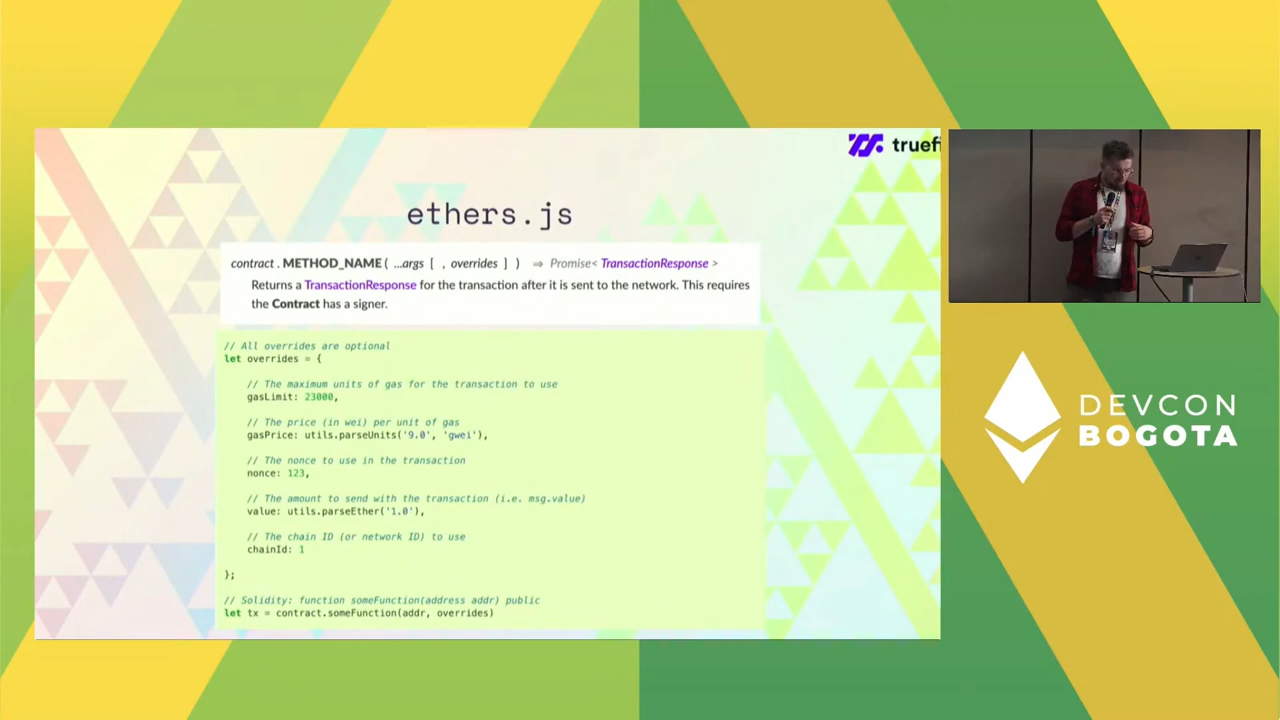 truefi
ethers.js
contract . METHOD_NAME ( ...args [ , overrides ] ) ⇒ Promise< TransactionResponse >
Returns a TransactionResponse for the transaction after it is sent to the network. This requires
the Contract has a signer.
// All overrides are optional
let overrides = {
// The maximum units of gas for the transaction to use
gasLimit: 23000,
// The price (in wei) per unit of gas
gasPrice: utils.parseUnits('9.0', 'gwei'),
// The nonce to use in the transaction
nonce: 123,
// The amount to send with the transaction (i.e. msg.value)
value: utils.parseEther('1.0'),
// The chain ID (or network ID) to use
chainId: 1
};
// Solidity: function someFunction(address addr) public
let tx = contract.someFunction(addr, overrides)
DEVCON
BOGOTA